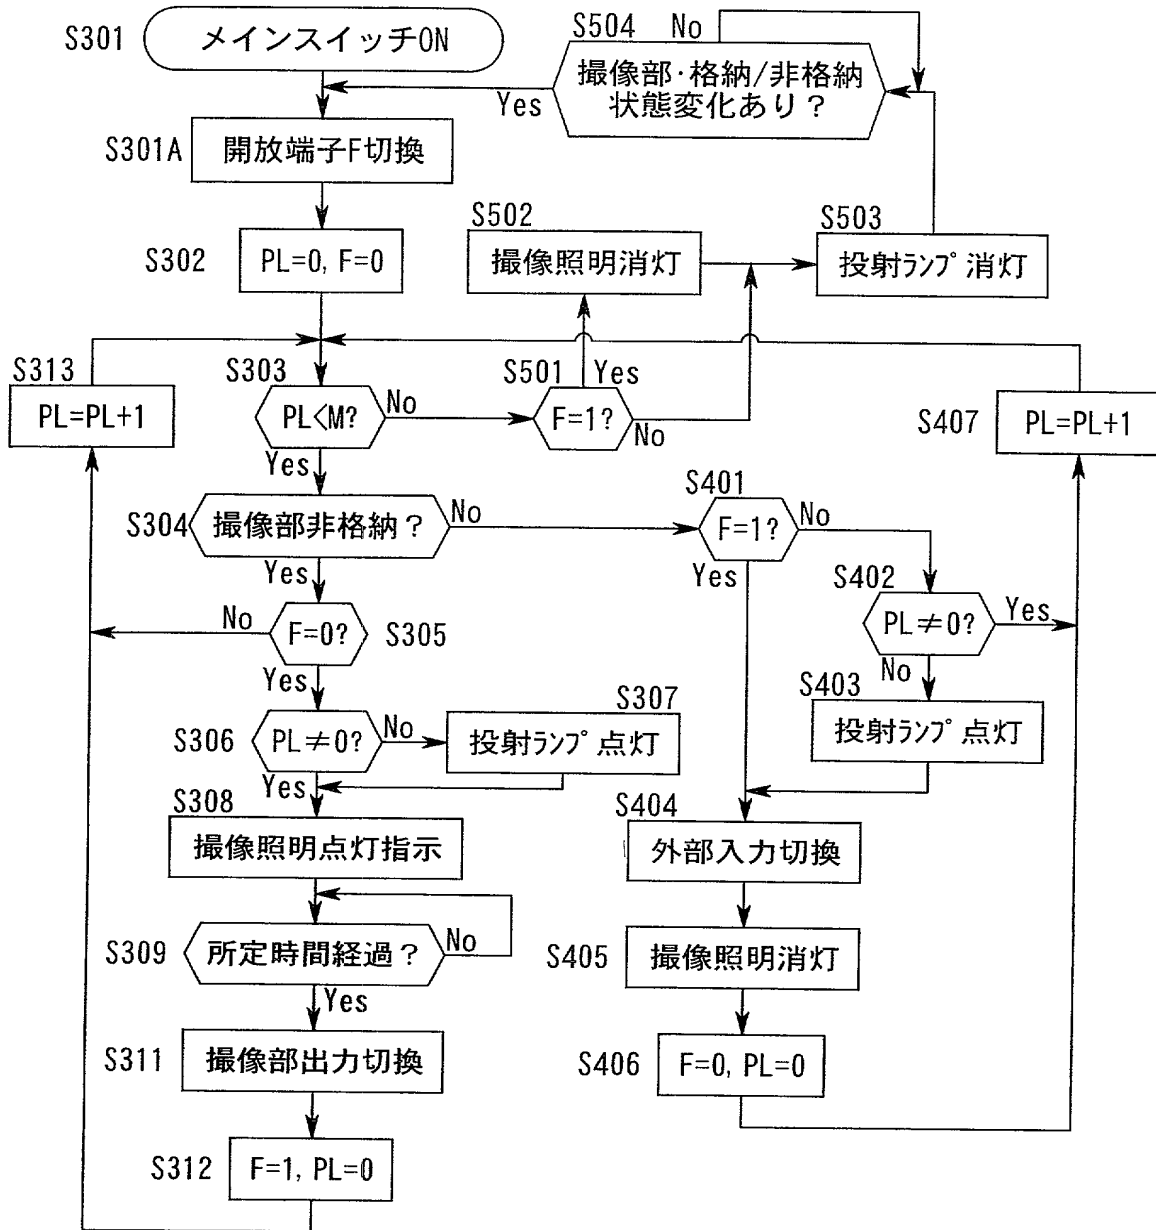 S301
メインスイッチON
S504
No
撮像部・格納/非格納
状態変化あり？
Yes
S301A
開放端子F切換
S302
PL=0, F=0
S502
撮像照明消灯
S503
投射ランプ消灯
S313
PL=PL+1
S303
PL<M?
No
Yes
S501
F=1?
Yes
No
S407
PL=PL+1
S304
撮像部非格納？
No
Yes
S401
F=1?
No
Yes
S402
PL≠0?
Yes
No
S305
F=0?
No
Yes
S403
投射ランプ点灯
S306
PL≠0?
No
Yes
S307
投射ランプ点灯
S308
撮像照明点灯指示
S404
外部入力切換
S309
所定時間経過？
No
Yes
S405
撮像照明消灯
S311
撮像部出力切換
S406
F=0, PL=0
S312
F=1, PL=0